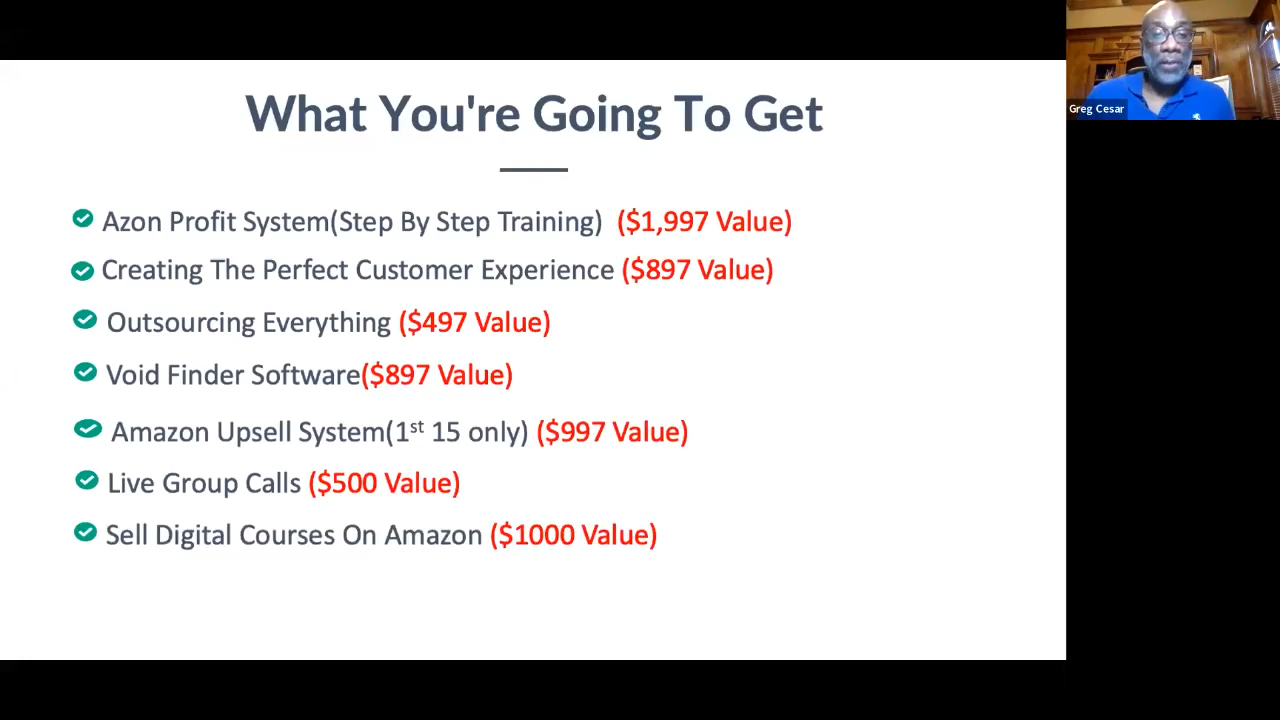 What You're Going To Get
Azon Profit System(Step By Step Training) ($1,997 Value)
Creating The Perfect Customer Experience ($897 Value)
Outsourcing Everything ($497 Value)
Void Finder Software($897 Value)
Amazon Upsell System(1st 15 only) ($997 Value)
Live Group Calls ($500 Value)
Sell Digital Courses On Amazon ($1000 Value)
Greg Cesar